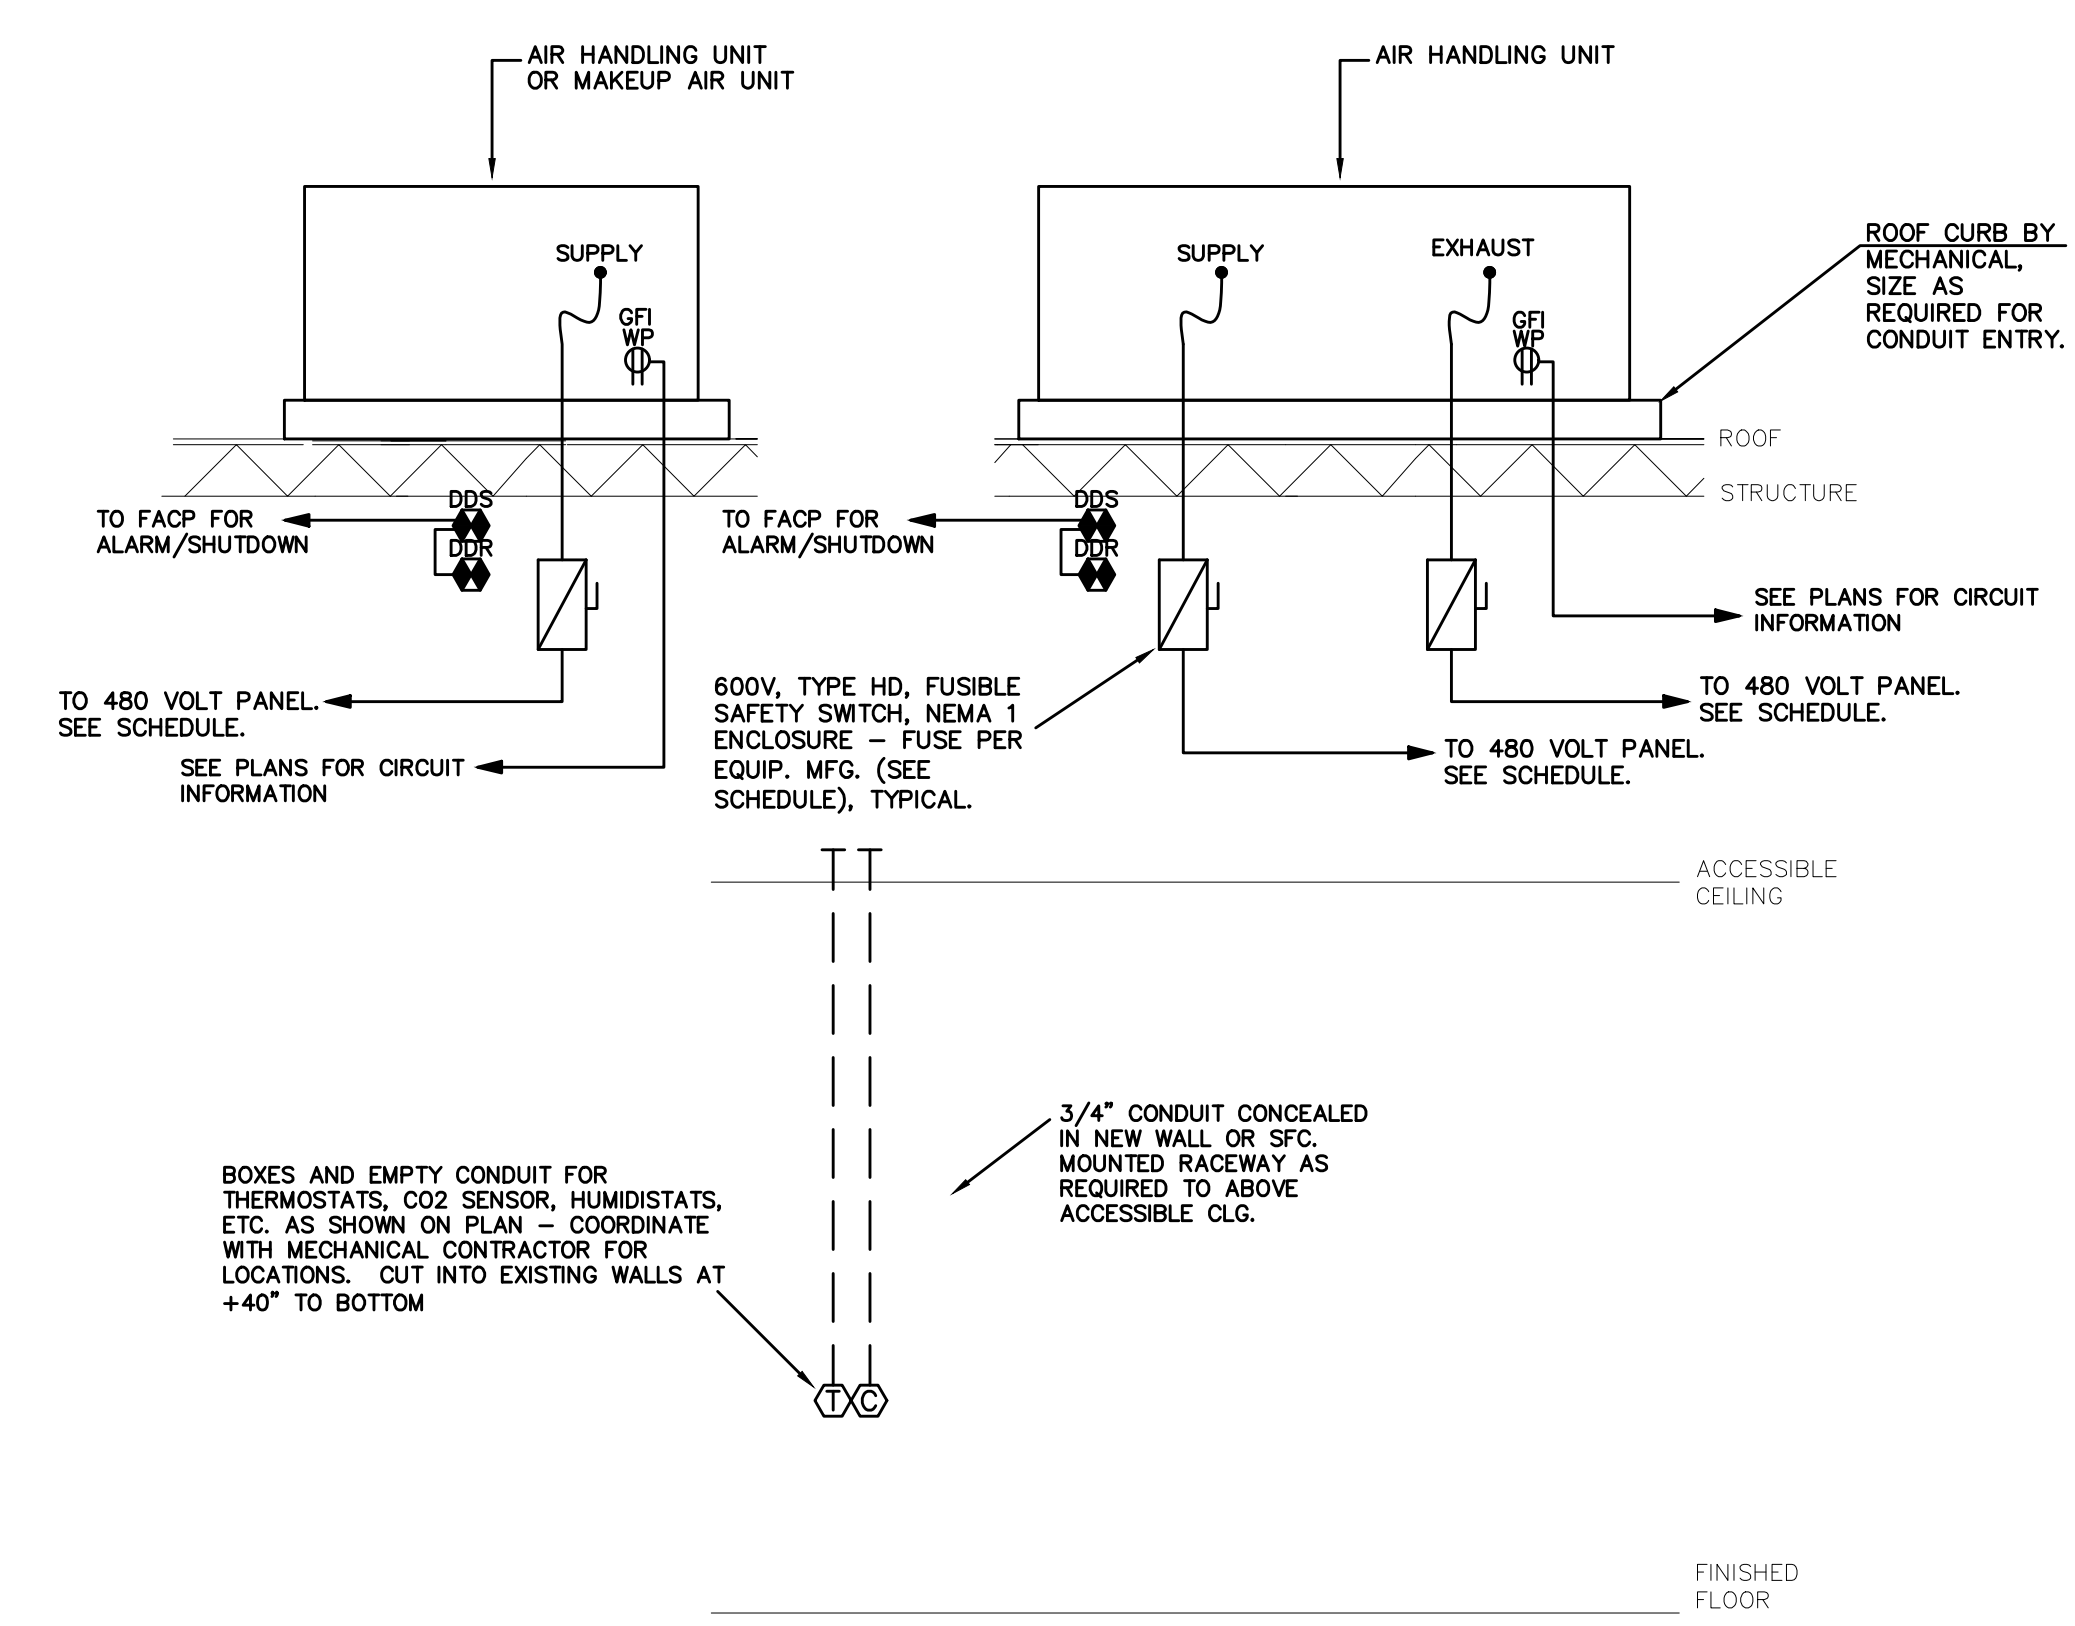 AIR HANDLING UNIT
OR MAKEUP AIR UNIT
AIR HANDLING UNIT
SUPPLY
GFI
WP
SUPPLY
EXHAUST
GFI
WP
ROOF CURB BY
MECHANICAL,
SIZE AS
REQUIRED FOR
CONDUIT ENTRY.
ROOF
STRUCTURE
DDS
DDR
TO FACP FOR
ALARM/SHUTDOWN
DDS
DDR
TO FACP FOR
ALARM/SHUTDOWN
SEE PLANS FOR CIRCUIT
INFORMATION
TO 480 VOLT PANEL.
SEE SCHEDULE.
SEE PLANS FOR CIRCUIT
INFORMATION
600V, TYPE HD, FUSIBLE
SAFETY SWITCH, NEMA 1
ENCLOSURE – FUSE PER
EQUIP. MFG. (SEE
SCHEDULE), TYPICAL.
TO 480 VOLT PANEL.
SEE SCHEDULE.
TO 480 VOLT PANEL.
SEE SCHEDULE.
ACCESSIBLE
CEILING
3/4" CONDUIT CONCEALED
IN NEW WALL OR SFC.
MOUNTED RACEWAY AS
REQUIRED TO ABOVE
ACCESSIBLE CLG.
BOXES AND EMPTY CONDUIT FOR
THERMOSTATS, CO2 SENSOR, HUMIDISTATS,
ETC. AS SHOWN ON PLAN – COORDINATE
WITH MECHANICAL CONTRACTOR FOR
LOCATIONS. CUT INTO EXISTING WALLS AT
+40" TO BOTTOM
T C
FINISHED
FLOOR